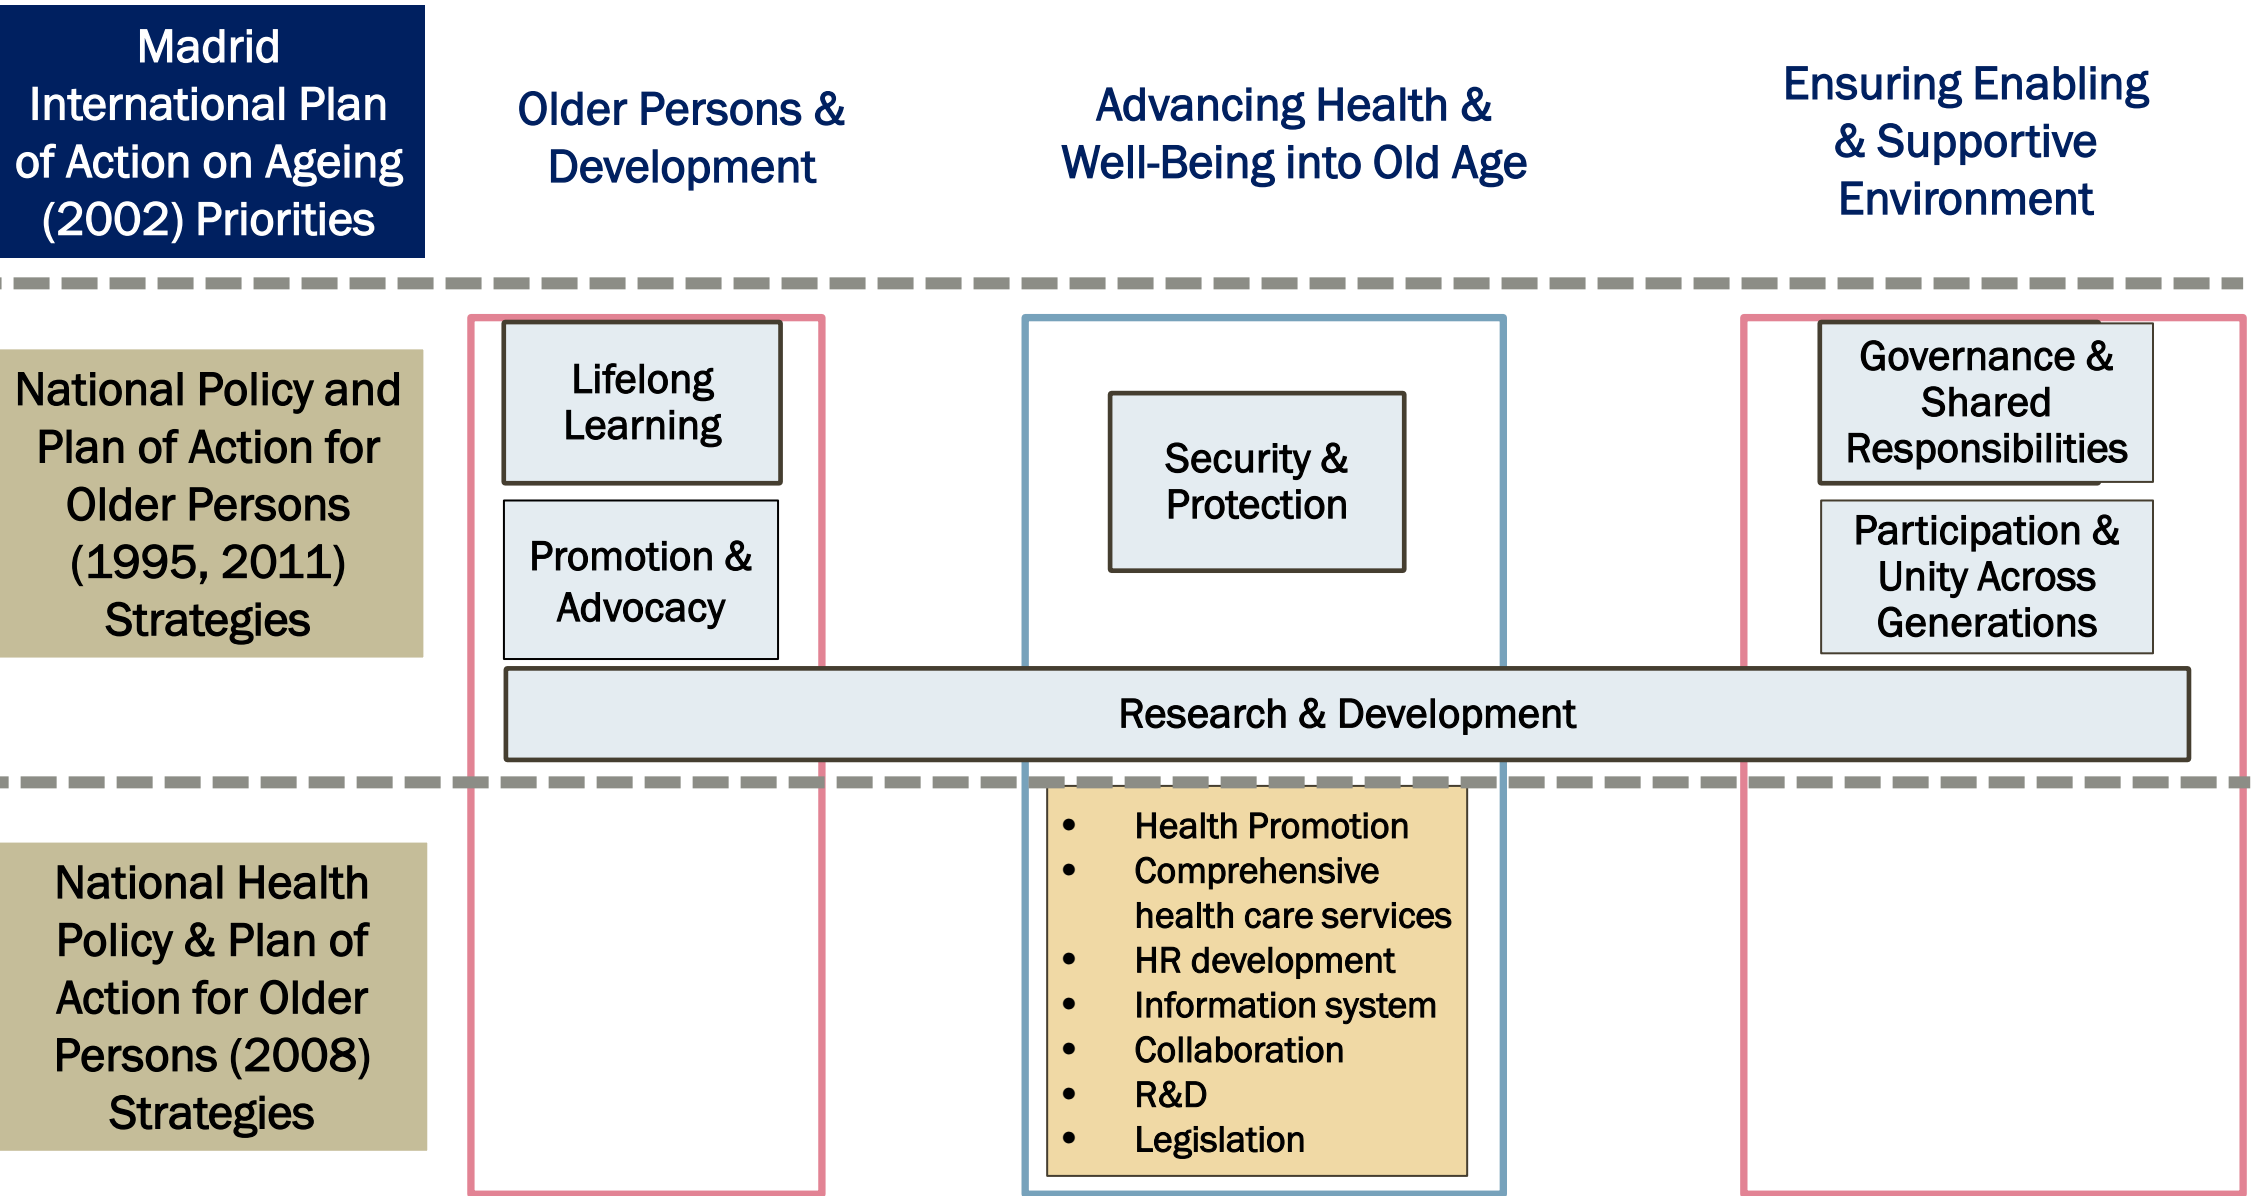 Madrid
International Plan
of Action on Ageing
(2002) Priorities
Older Persons &
Development
Advancing Health &
Well-Being into Old Age
Ensuring Enabling
& Supportive
Environment
National Policy and
Plan of Action for
Older Persons
(1995, 2011)
Strategies
Lifelong
Learning
Promotion &
Advocacy
Security &
Protection
Governance &
Shared
Responsibilities
Participation &
Unity Across
Generations
Research & Development
National Health
Policy & Plan of
Action for Older
Persons (2008)
Strategies
• Health Promotion
• Comprehensive
health care services
• HR development
• Information system
• Collaboration
• R&D
• Legislation